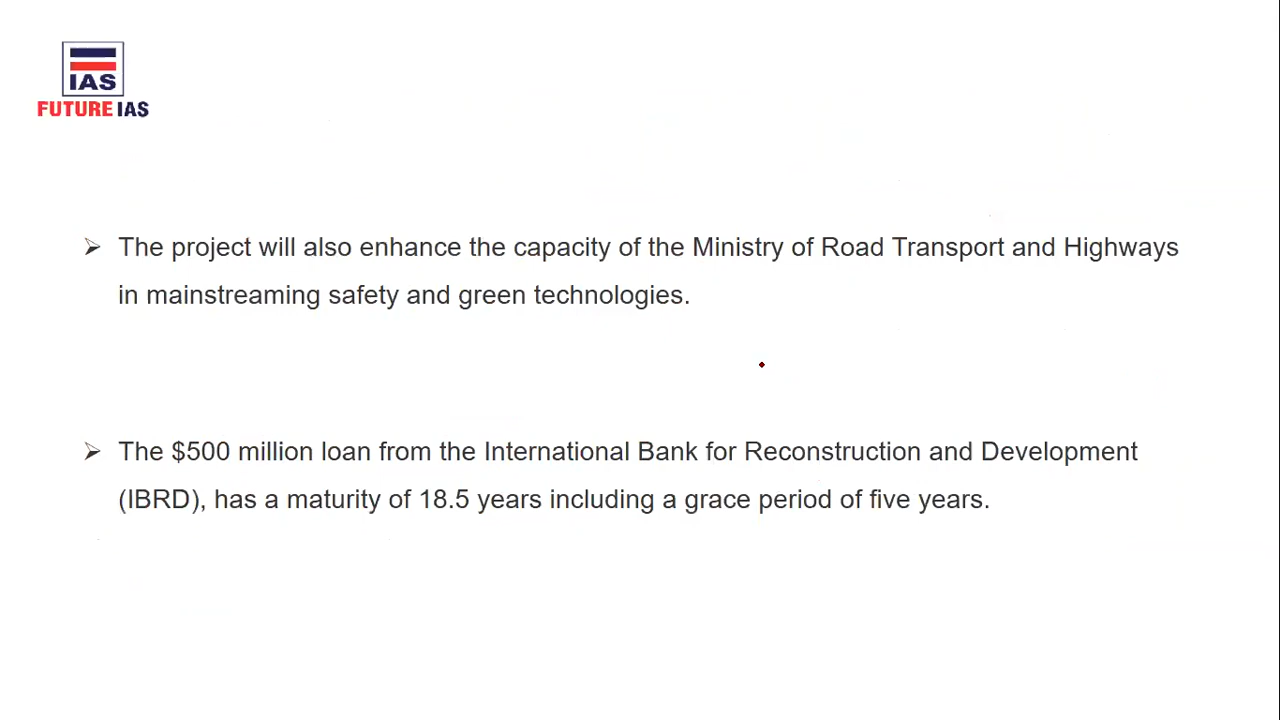 IAS
FUTURE IAS
➢ The project will also enhance the capacity of the Ministry of Road Transport and Highways
in mainstreaming safety and green technologies.
➢ The $500 million loan from the International Bank for Reconstruction and Development
(IBRD), has a maturity of 18.5 years including a grace period of five years.